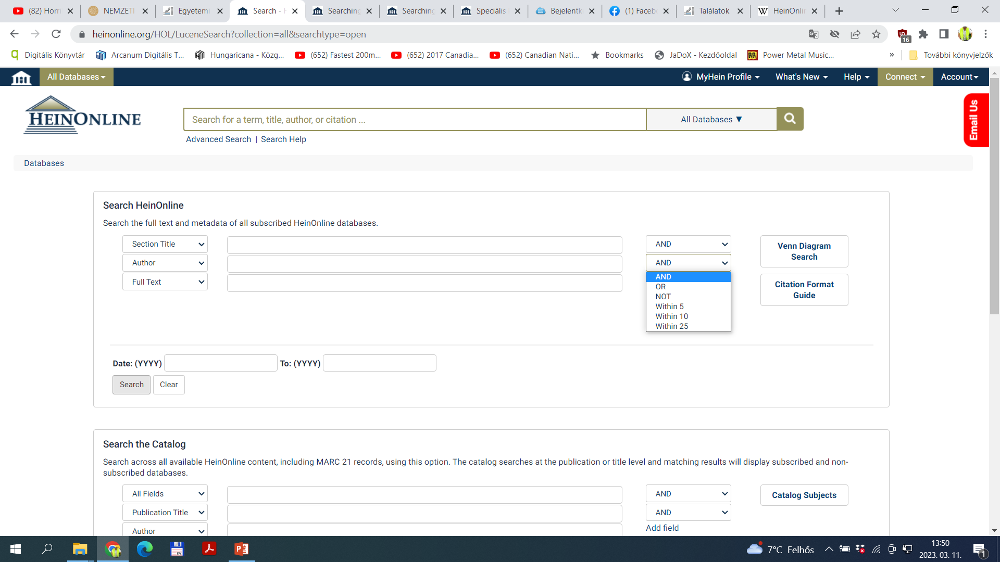 (82) Horri
NEMZETI
Egyetemi
Search - H
Searching
Searching
Speciális
Bejelentk
(1) Faceb
Találatok
HeinOnlin
heinonline.org/HOL/LuceneSearch?collection=all&searchtype=open
16
Digitális Könyvtár
Arcanum Digitális T...
Hungaricana - Közg...
(652) Fastest 200m...
(652) 2017 Canadia...
(652) Canadian Nati...
Bookmarks
JaDoX - Kezdőoldal
RR
Power Metal Music...
»
További könyvjelzők
All Databases
MyHein Profile
What's New
Help
Connect
Account
HEINONLINE
Search for a term, title, author, or citation ...
All Databases ▼
Email Us
Advanced Search | Search Help
Databases
Search HeinOnline
Search the full text and metadata of all subscribed HeinOnline databases.
Section Title
AND
Venn Diagram
Search
Author
AND
Full Text
AND
OR
NOT
Within 5
Within 10
Within 25
Citation Format
Guide
Date: (YYYY)
To: (YYYY)
Search
Clear
Search the Catalog
Search across all available HeinOnline content, including MARC 21 records, using this option. The catalog searches at the publication or title level and matching results will display subscribed and non-
subscribed databases.
All Fields
AND
Catalog Subjects
Publication Title
AND
Author
Add field
64
7°C Felhős
13:50
2023. 03. 11.
1